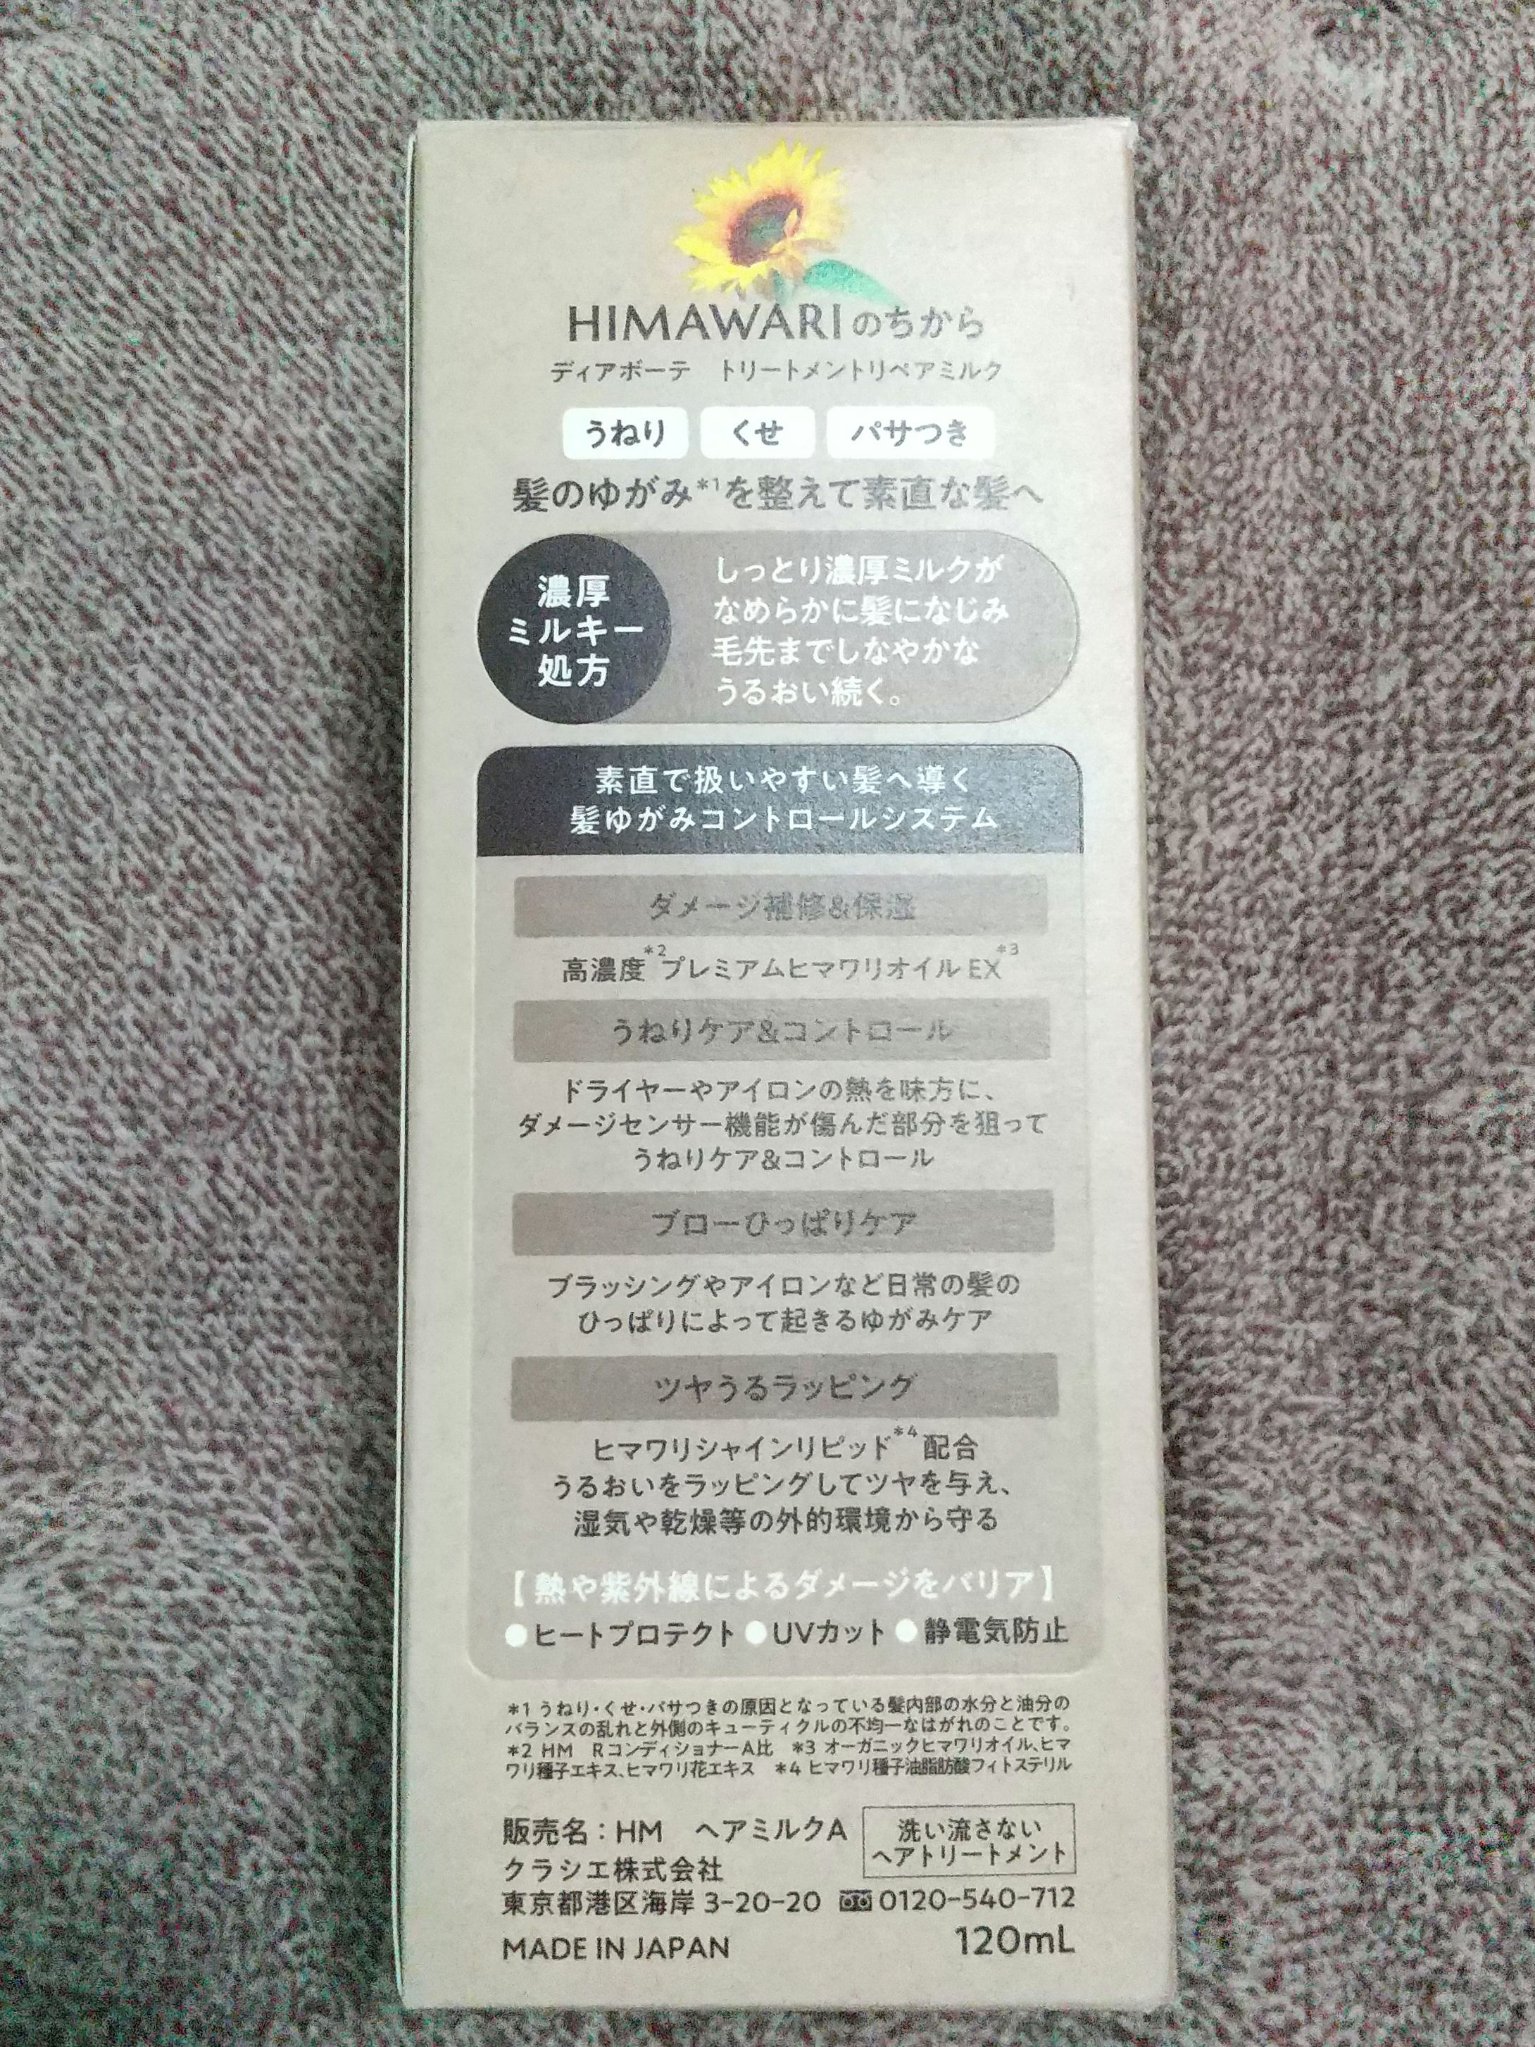 HIMAWARIのちから
ディアボーテ　トリートメントリペアミルク
うねり くせ パサつき
髪のゆがみ*1を整えて素直な髪へ
濃厚
ミルキー
処方
しっとり濃厚ミルクが
なめらかに髪になじみ
毛先までしなやかな
うるおい続く。
素直で扱いやすい髪へ導く
髪ゆがみコントロールシステム
ダメージ補修&保湿
高濃度*2プレミアムヒマワリオイルEX*3
うねりケア&コントロール
ドライヤーやアイロンの熱を味方に、
ダメージセンサー機能が傷んだ部分を狙って
うねりケア&コントロール
ブローひっぱりケア
ブラッシングやアイロンなど日常の髪の
ひっぱりによって起きるゆがみケア
ツヤうるラッピング
ヒマワリシャインリピッド*4配合
うるおいをラッピングしてツヤを与え、
湿気や乾燥等の外的環境から守る
【熱や紫外線によるダメージをバリア】
●ヒートプロテクト ●UVカット ●静電気防止
*1 うねり・くせ・パサつきの原因となっている髪内部の水分と油分の
バランスの乱れと外側のキューティクルの不均一なはがれのことです。
*2 HM　RコンディショナーA比　*3 オーガニックヒマワリオイル、ヒマ
ワリ種子エキス、ヒマワリ花エキス　*4 ヒマワリ種子油脂肪酸フィトステリル
販売名：HM　ヘアミルクA
洗い流さない
ヘアトリートメント
クラシエ株式会社
東京都港区海岸 3-20-20 0120-540-712
MADE IN JAPAN 120mL